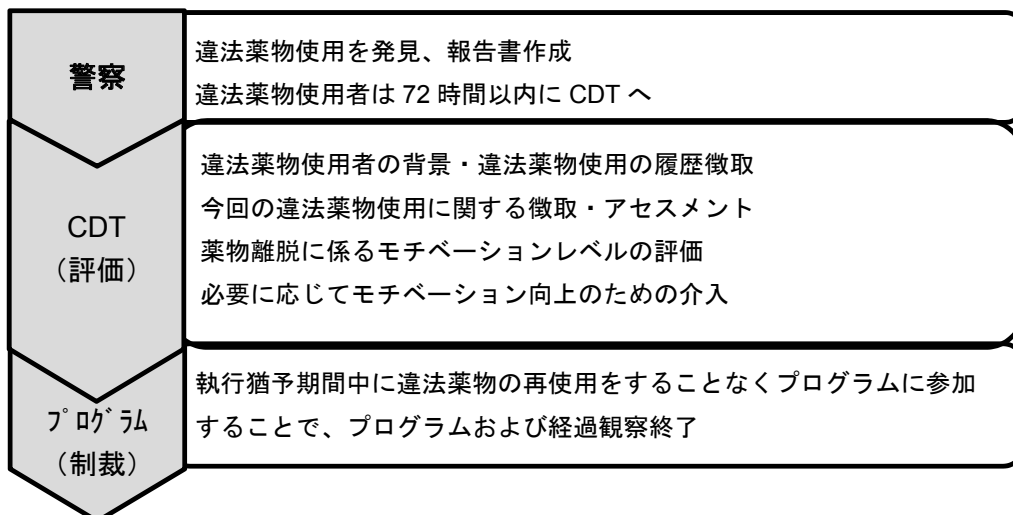 警察
違法薬物使用を発見、報告書作成
違法薬物使用者は 72 時間以内に CDT へ
CDT
（評価）
違法薬物使用者の背景・違法薬物使用の履歴徴取
今回の違法薬物使用に関する徴取・アセスメント
薬物離脱に係るモチベーションレベルの評価
必要に応じてモチベーション向上のための介入
ﾌﾟﾛｸﾞﾗﾑ
（制裁）
執行猶予期間中に違法薬物の再使用をすることなくプログラムに参加
することで、プログラムおよび経過観察終了